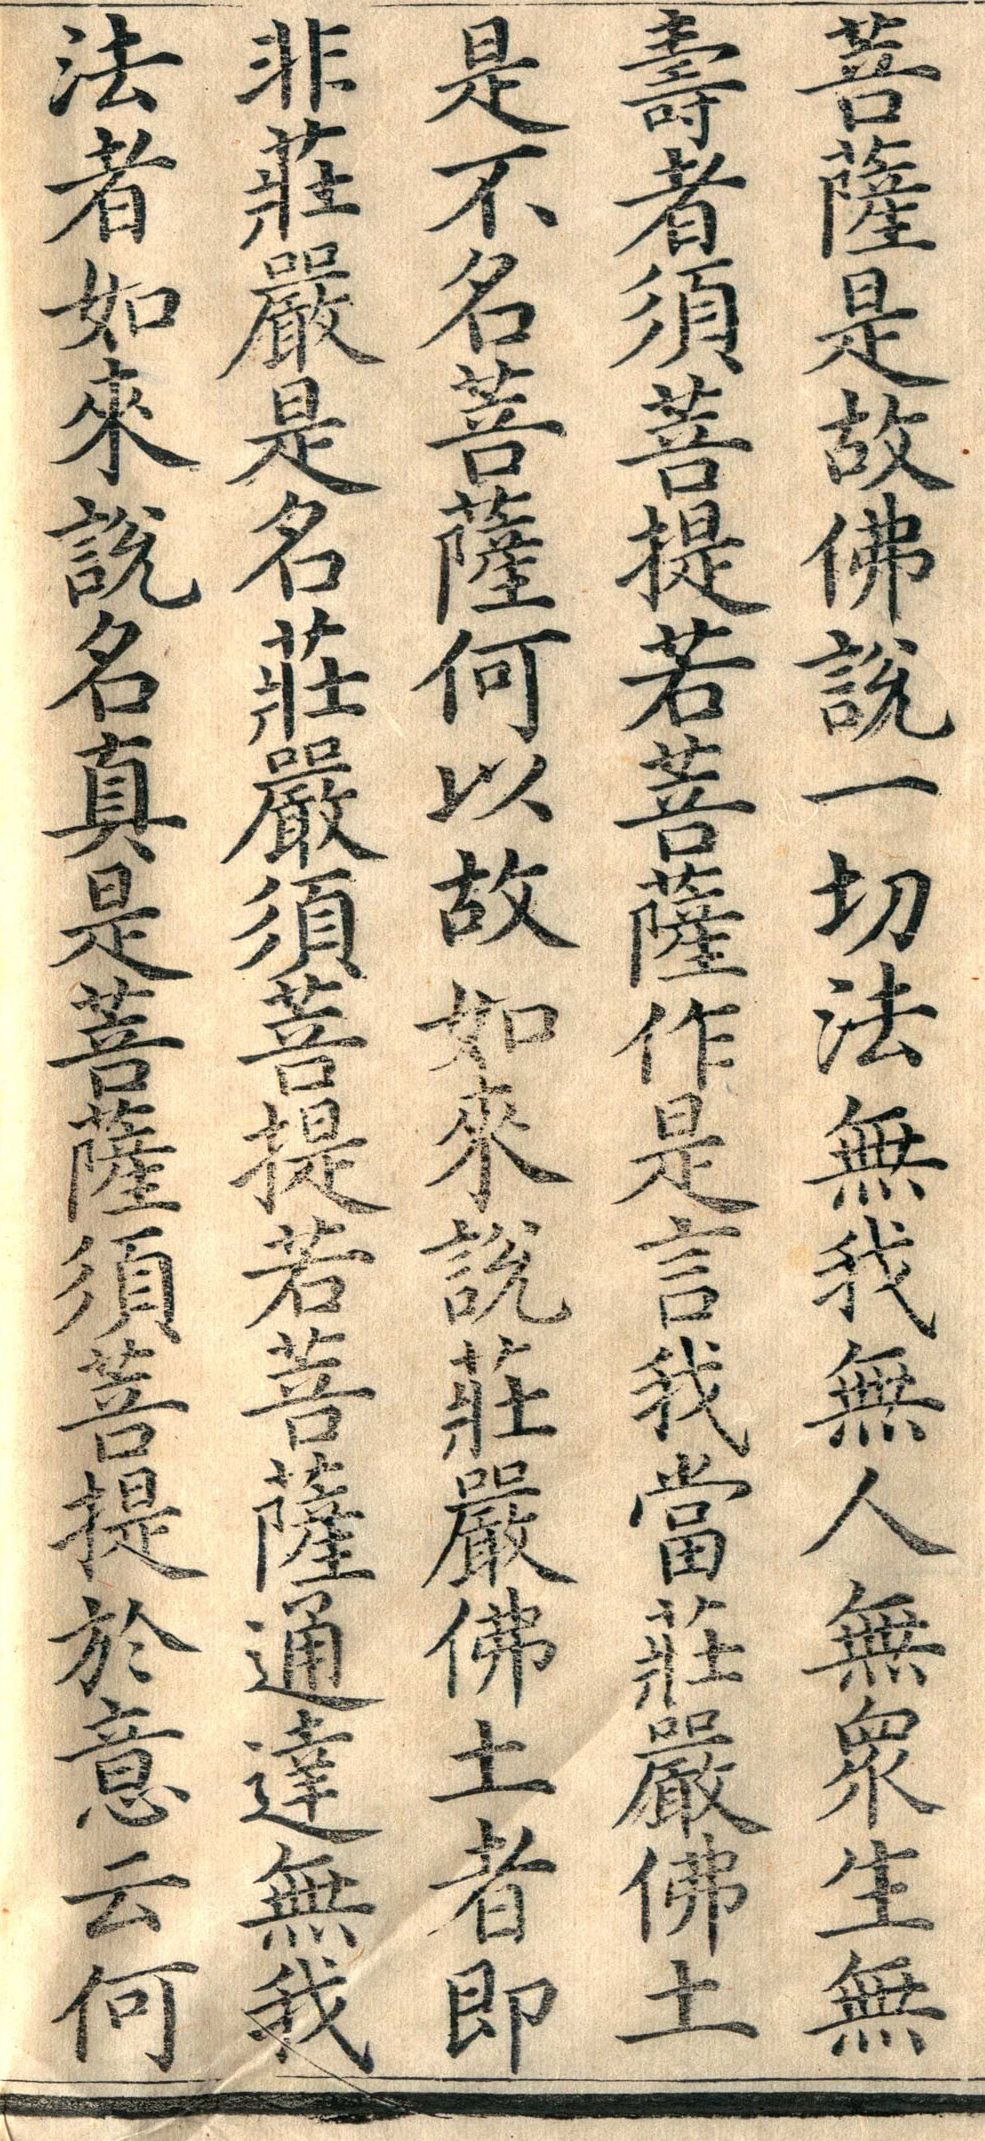 菩薩是故佛說一切法無我無人無眾生無
壽者須菩提若菩薩作是言我當莊嚴佛土
是不名菩薩何以故如來說莊嚴佛土者即
非莊嚴是名莊嚴須菩提若菩薩通達無我
法者如來說名真是菩薩須菩提於意云何